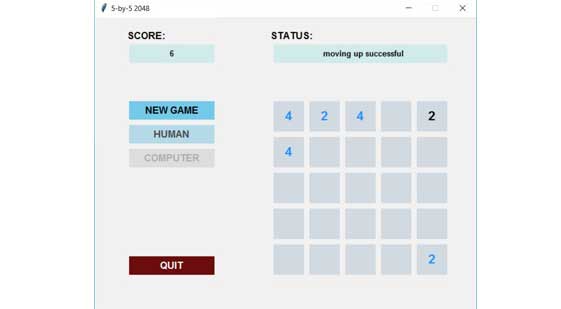 5-by-5 2048
SCORE:
STATUS:
6
moving up successful
NEW GAME
4 2 4 2
HUMAN
4
COMPUTER
QUIT
2